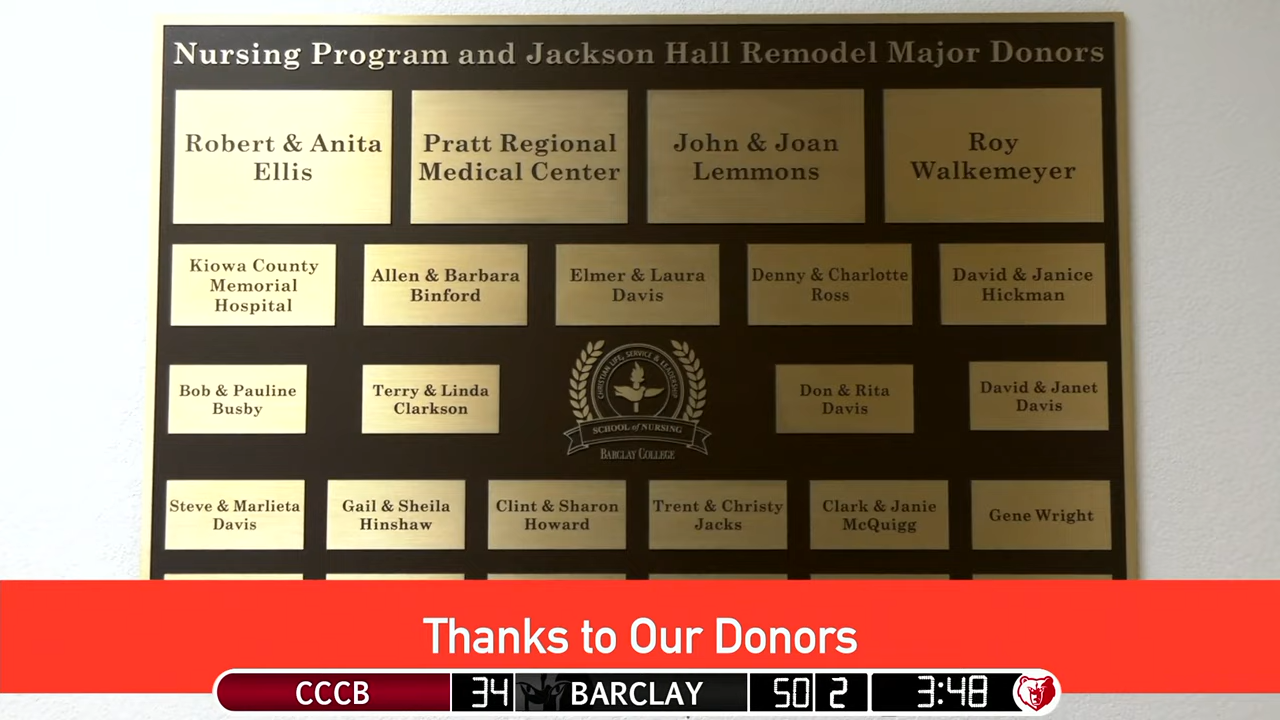 Nursing Program and Jackson Hall Remodel Major Donors
Robert & Anita
Ellis
Pratt Regional
Medical Center
John & Joan
Lemmons
Roy
Walkemeyer
Kiowa County
Memorial
Hospital
Allen & Barbara
Binford
Elmer & Laura
Davis
Denny & Charlotte
Ross
David & Janice
Hickman
Bob & Pauline
Busby
Terry & Linda
Clarkson
CHRISTIAN LIFE, SERVICE & LEADERSHIP
SCHOOL of NURSING
BARCLAY COLLEGE
Don & Rita
Davis
David & Janet
Davis
Steve & Marlieta
Davis
Gail & Sheila
Hinshaw
Clint & Sharon
Howard
Trent & Christy
Jacks
Clark & Janie
McQuigg
Gene Wright
Thanks to Our Donors
CCCB 34 BARCLAY 50 2 3:48